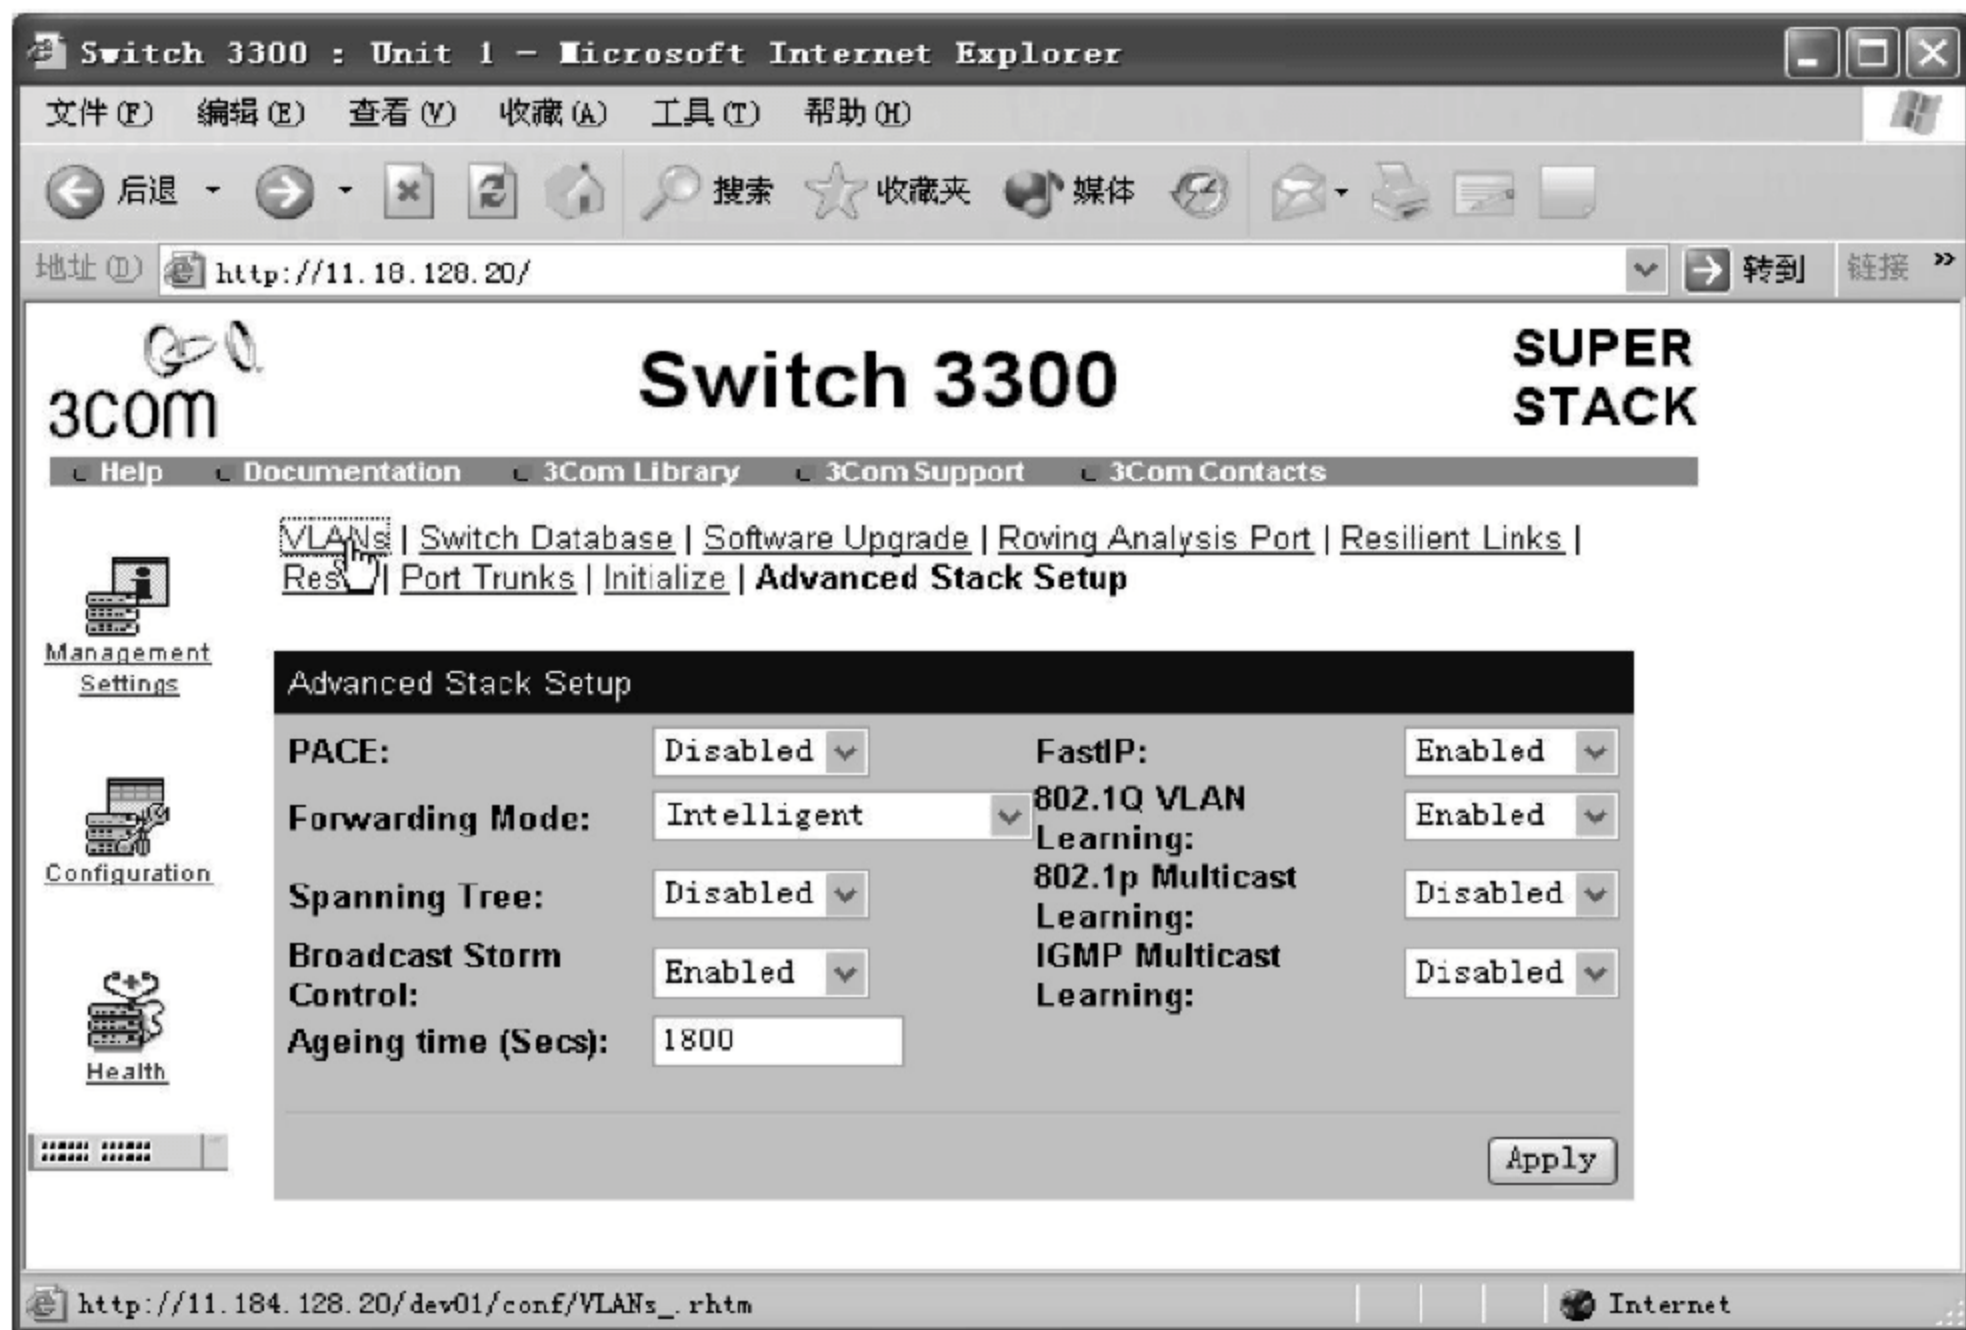 Switch 3300 : Unit 1 - Microsoft Internet Explorer
文件(F) 编辑(E) 查看(V) 收藏(A) 工具(T) 帮助(H)
后退 搜索 收藏夹 媒体
地址(D) http://11.18.128.20/ 转到 链接 »
3COM Switch 3300 SUPER
STACK
Help Documentation 3Com Library 3Com Support 3Com Contacts
VLANs | Switch Database | Software Upgrade | Roving Analysis Port | Resilient Links |
| Port Trunks | Initialize | Advanced Stack Setup
Management
Settings
Configuration
Health
Advanced Stack Setup
PACE: Disabled FastIP: Enabled
Forwarding Mode: Intelligent 802.1Q VLAN
Learning: Enabled
Spanning Tree: Disabled 802.1p Multicast
Learning: Disabled
Broadcast Storm
Control: Enabled IGMP Multicast
Learning: Disabled
Ageing time (Secs): 1800
Apply
http://11.184.128.20/dev01/conf/VLANs_.rhtm Internet